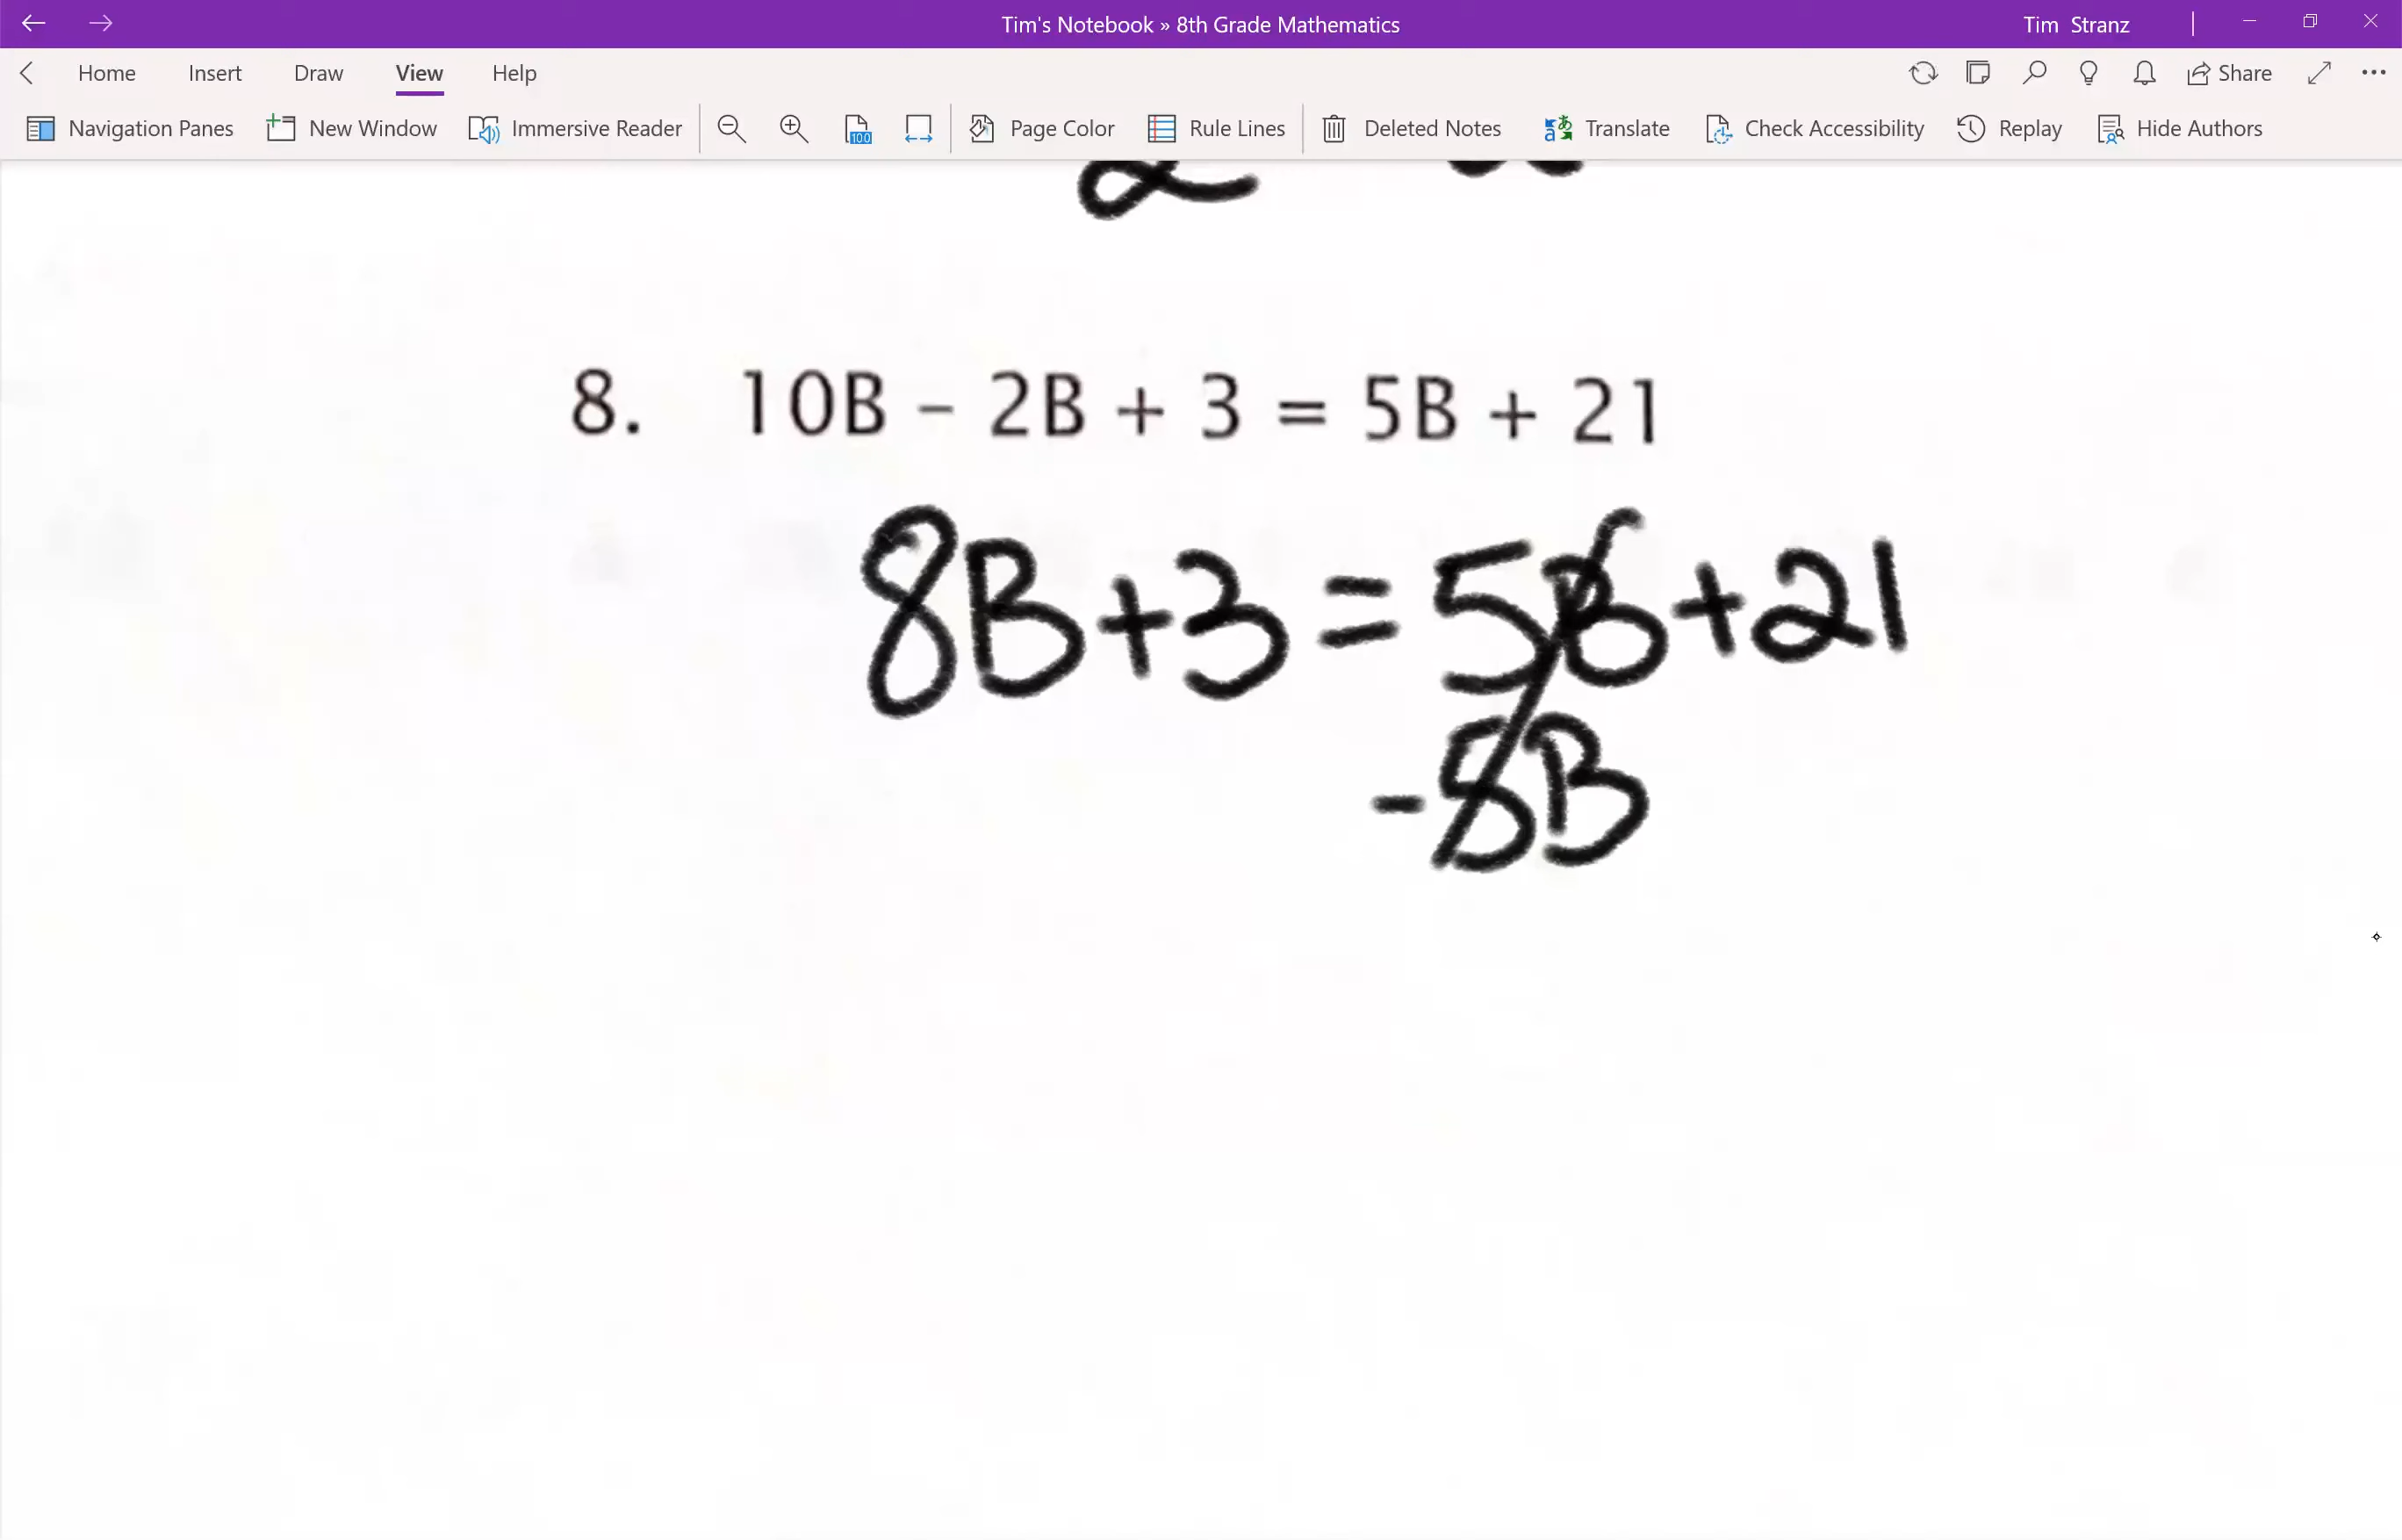 Tim's Notebook » 8th Grade Mathematics
Tim Stranz
Home Insert Draw View Help
Share
Navigation Panes New Window Immersive Reader 100 Page Color Rule Lines Deleted Notes Translate Check Accessibility Replay Hide Authors
8. 10B – 2B + 3 = 5B + 21
8B+3=5B+21
-5B